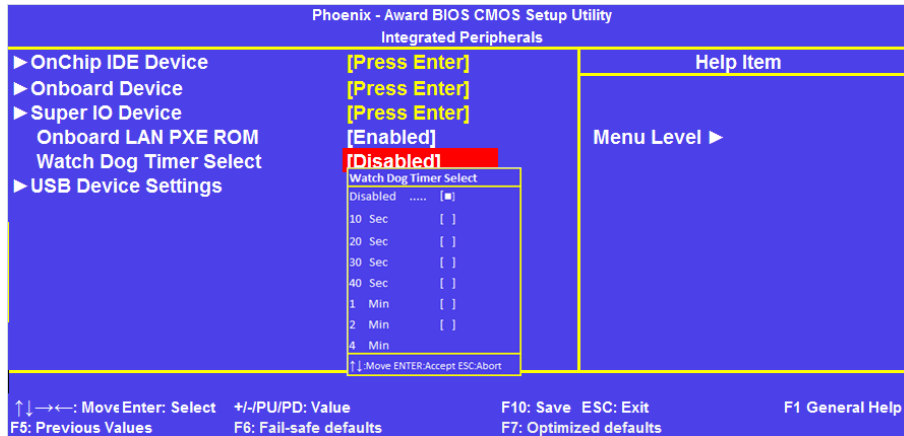 Phoenix - Award BIOS CMOS Setup Utility
Integrated Peripherals
►OnChip IDE Device [Press Enter] Help Item
►Onboard Device [Press Enter]
►Super IO Device [Press Enter]
Onboard LAN PXE ROM [Enabled] Menu Level ►
Watch Dog Timer Select [Disabled]
►USB Device Settings
Watch Dog Timer Select
Disabled ..... [■]
10 Sec [ ]
20 Sec [ ]
30 Sec [ ]
40 Sec [ ]
1 Min [ ]
2 Min [ ]
4 Min
↑↓:Move ENTER:Accept ESC:Abort
↑↓→←: Move Enter: Select +/-/PU/PD: Value F10: Save ESC: Exit F1 General Help
F5: Previous Values F6: Fail-safe defaults F7: Optimized defaults